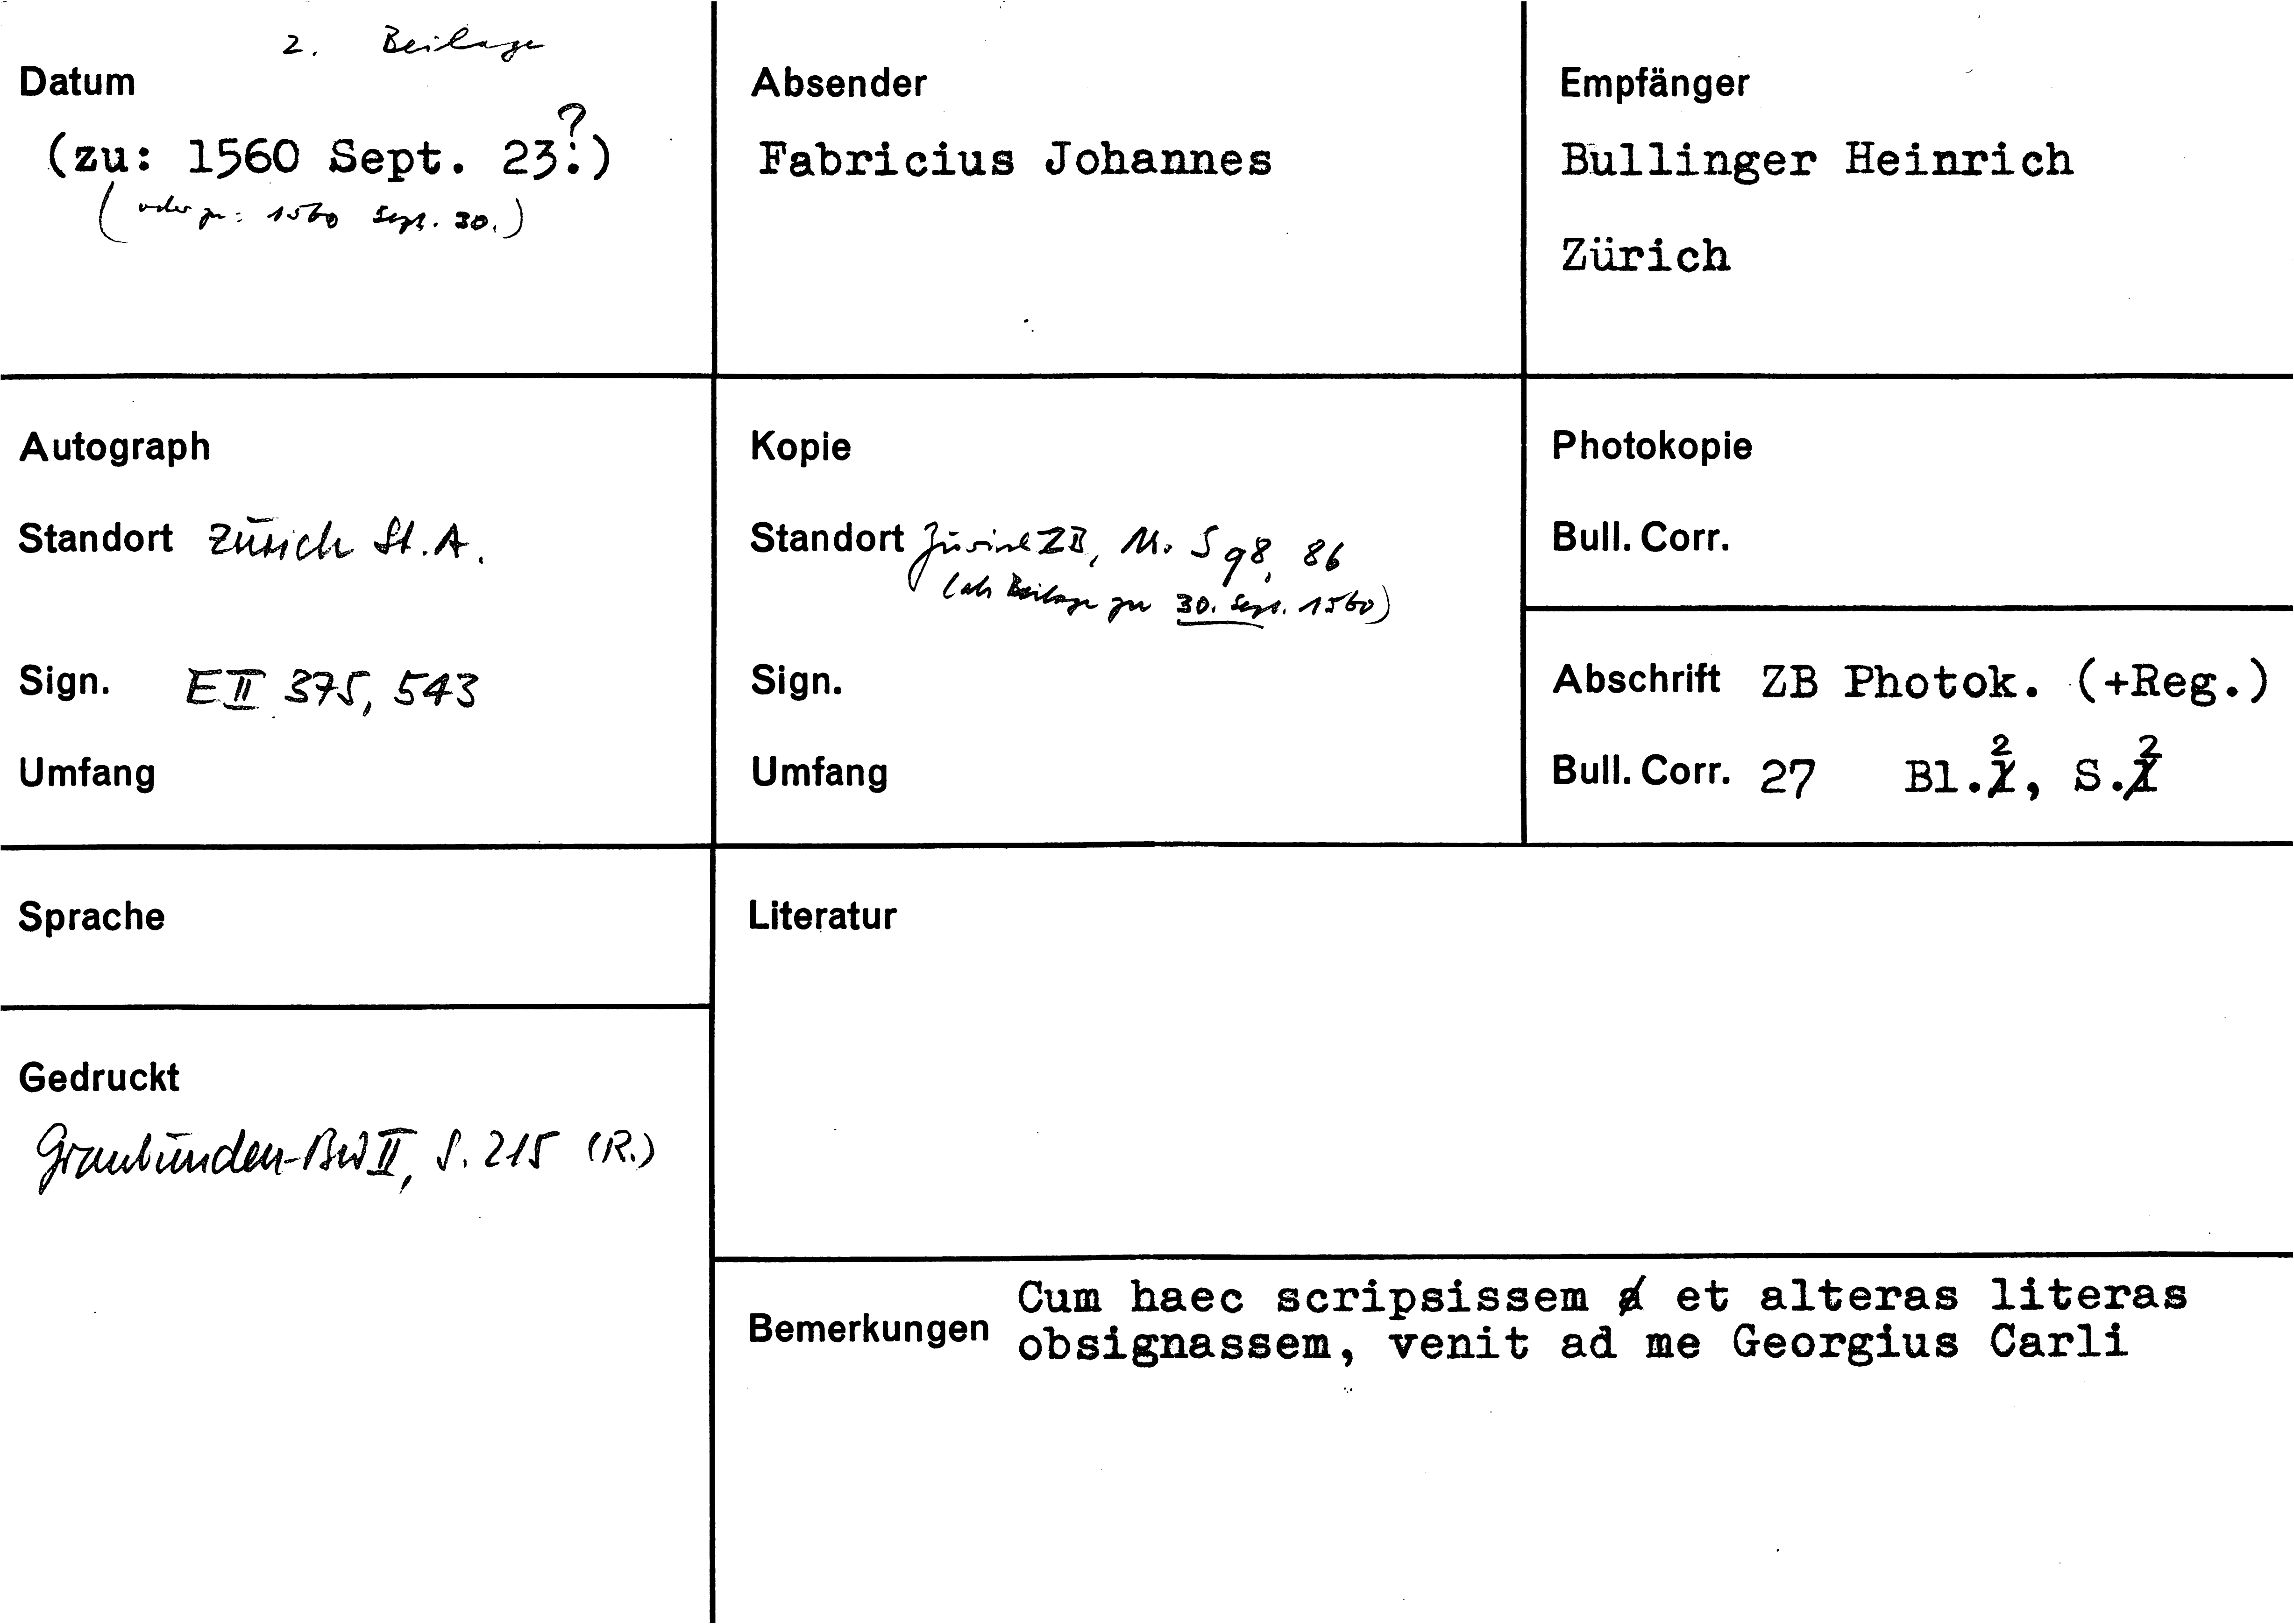 2. Beilage
Datum
(zu: 1560 Sept. 23?.)
(oder zu: 1560 Sept. 30.)
Absender
Fabricius Johannes
Empfänger
Bullinger Heinrich
Zürich
Autograph
Standort Zürich St.A.
Sign. E II 375, 543
Umfang
Kopie
Standort Zürich ZB, Ms. S 98, 86
(als Beilage zu 30. Sept. 1560)
Sign.
Umfang
Photokopie
Bull. Corr.
Abschrift ZB Photok. (+Reg.)
Bull. Corr. 27 Bl.2, S.2
Sprache
Gedruckt
Graubünden-BW II, S. 215 (R.)
Literatur
Bemerkungen
Cum haec scripsissem et alteras literas
obsignassem, venit ad me Georgius Carli